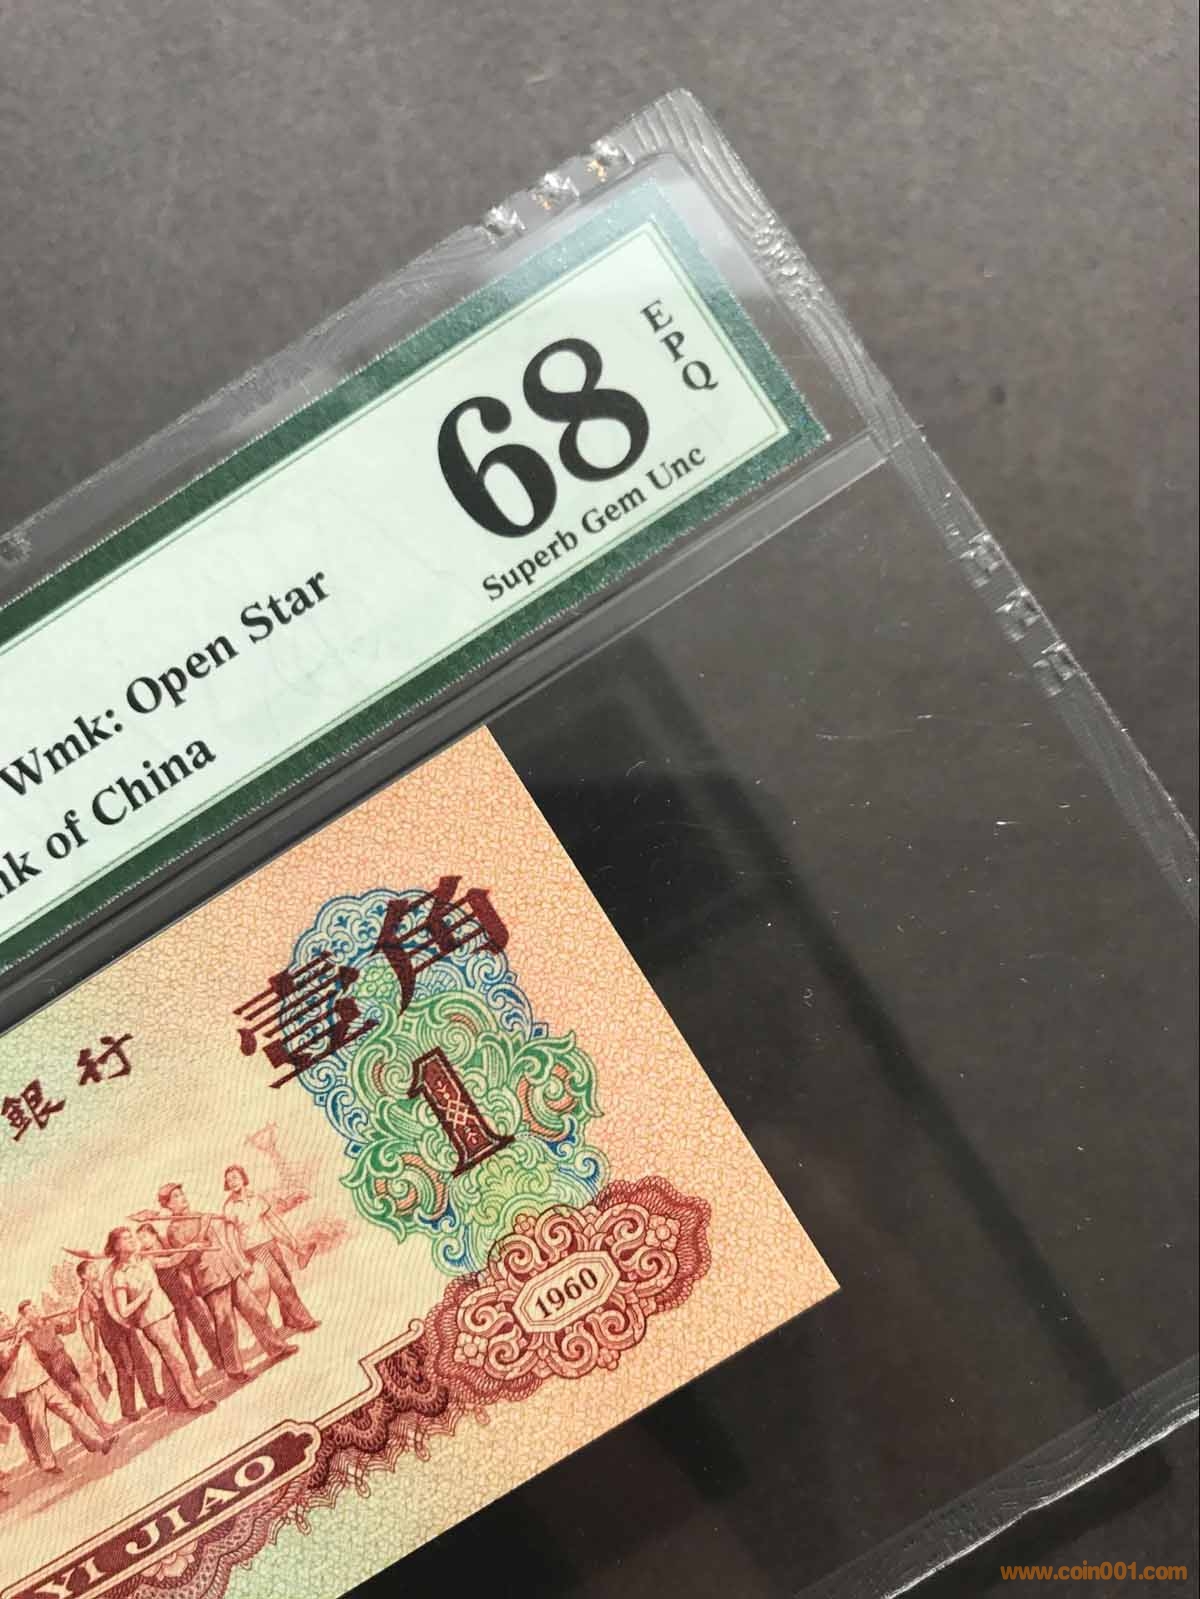 68
EPQ
Superb Gem Unc
Wmk: Open Star
of China
壹角
銀行
1
1960
YI JIAO
www.coin001.com